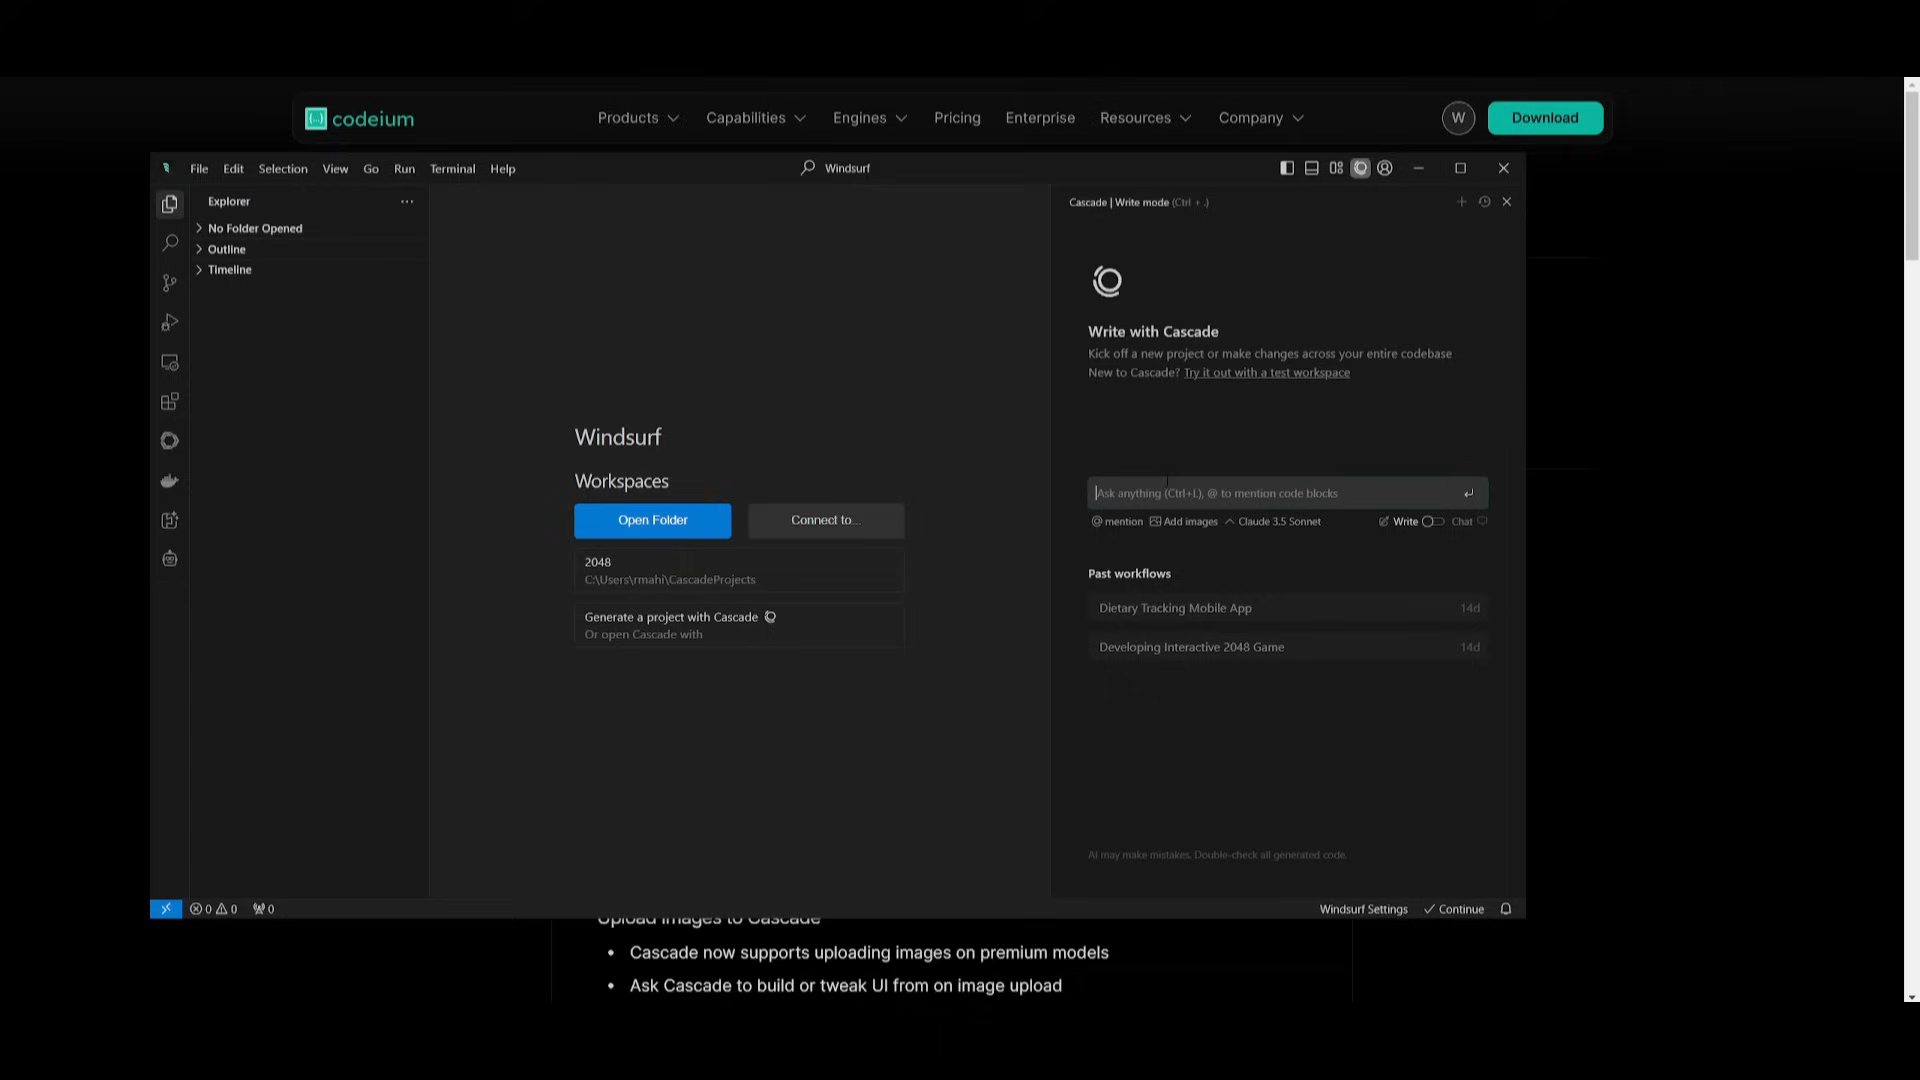 codeium
Products Capabilities Engines Pricing Enterprise Resources Company
W Download
File Edit Selection View Go Run Terminal Help
Windsurf
Explorer
No Folder Opened
Outline
Timeline
Windsurf
Workspaces
Open Folder Connect to...
2048
C:\Users\rmahi\CascadeProjects
Generate a project with Cascade
Or open Cascade with
Cascade | Write mode (Ctrl + .)
Write with Cascade
Kick off a new project or make changes across your entire codebase
New to Cascade? Try it out with a test workspace
Ask anything (Ctrl+L), @ to mention code blocks
@ mention Add images Claude 3.5 Sonnet Write Chat
Past workflows
Dietary Tracking Mobile App 14d
Developing Interactive 2048 Game 14d
AI may make mistakes. Double-check all generated code.
0 0 0 Windsurf Settings Continue
Upload images to Cascade
• Cascade now supports uploading images on premium models
• Ask Cascade to build or tweak UI from on image upload